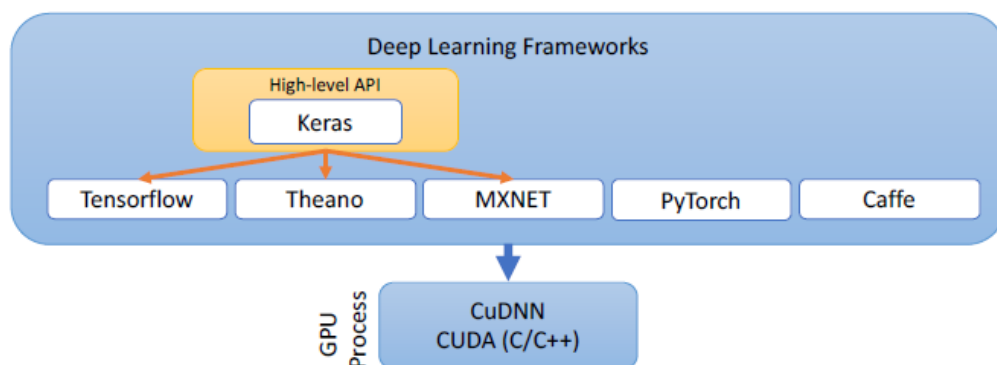 Deep Learning Frameworks
High-level API
Keras
Tensorflow
Theano
MXNET
PyTorch
Caffe
GPU
Process
CuDNN
CUDA (C/C++)